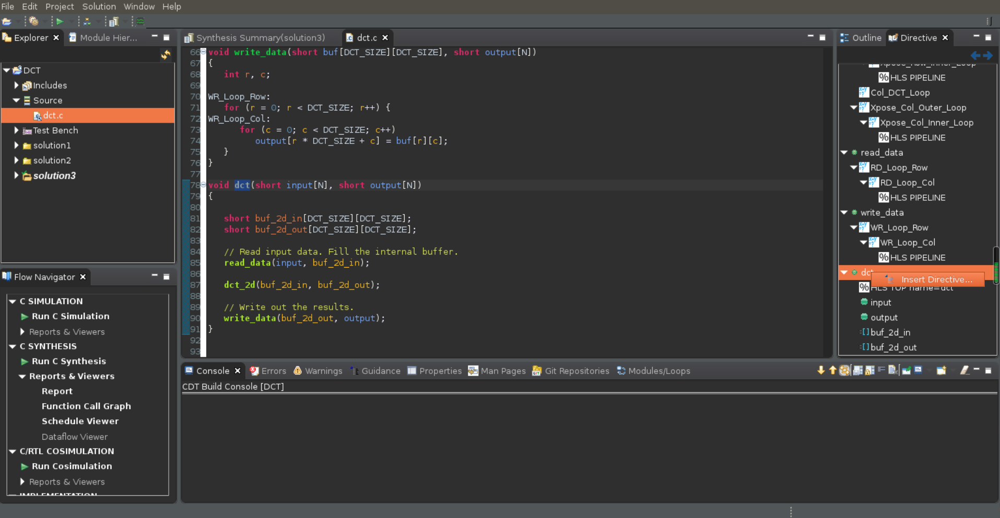 File Edit Project Solution Window Help
Explorer Module Hier...
DCT
Includes
Source
dct.c
Test Bench
solution1
solution2
solution3
Flow Navigator
C SIMULATION
Run C Simulation
Reports & Viewers
C SYNTHESIS
Run C Synthesis
Reports & Viewers
Report
Function Call Graph
Schedule Viewer
Dataflow Viewer
C/RTL COSIMULATION
Run Cosimulation
Reports & Viewers
IMPLEMENTATION
Synthesis Summary(solution3) dct.c
66 void write_data(short buf[DCT_SIZE][DCT_SIZE], short output[N])
67 {
68 int r, c;
69
70 WR_Loop_Row:
71 for (r = 0; r < DCT_SIZE; r++) {
72 WR_Loop_Col:
73 for (c = 0; c < DCT_SIZE; c++)
74 output[r * DCT_SIZE + c] = buf[r][c];
75 }
76 }
77
78 void dct(short input[N], short output[N])
79 {
80
81 short buf_2d_in[DCT_SIZE][DCT_SIZE];
82 short buf_2d_out[DCT_SIZE][DCT_SIZE];
83
84 // Read input data. Fill the internal buffer.
85 read_data(input, buf_2d_in);
86
87 dct_2d(buf_2d_in, buf_2d_out);
88
89 // Write out the results.
90 write_data(buf_2d_out, output);
91 }
92
93
Outline Directive
Xpose_Row_Inner_Loop
% HLS PIPELINE
Col_DCT_Loop
Xpose_Col_Outer_Loop
Xpose_Col_Inner_Loop
% HLS PIPELINE
read_data
RD_Loop_Row
RD_Loop_Col
% HLS PIPELINE
write_data
WR_Loop_Row
WR_Loop_Col
% HLS PIPELINE
dct
Insert Directive...
% HLS TOP name=dct
input
output
buf_2d_in
buf_2d_out
Console Errors Warnings Guidance Properties Man Pages Git Repositories Modules/Loops
CDT Build Console [DCT]